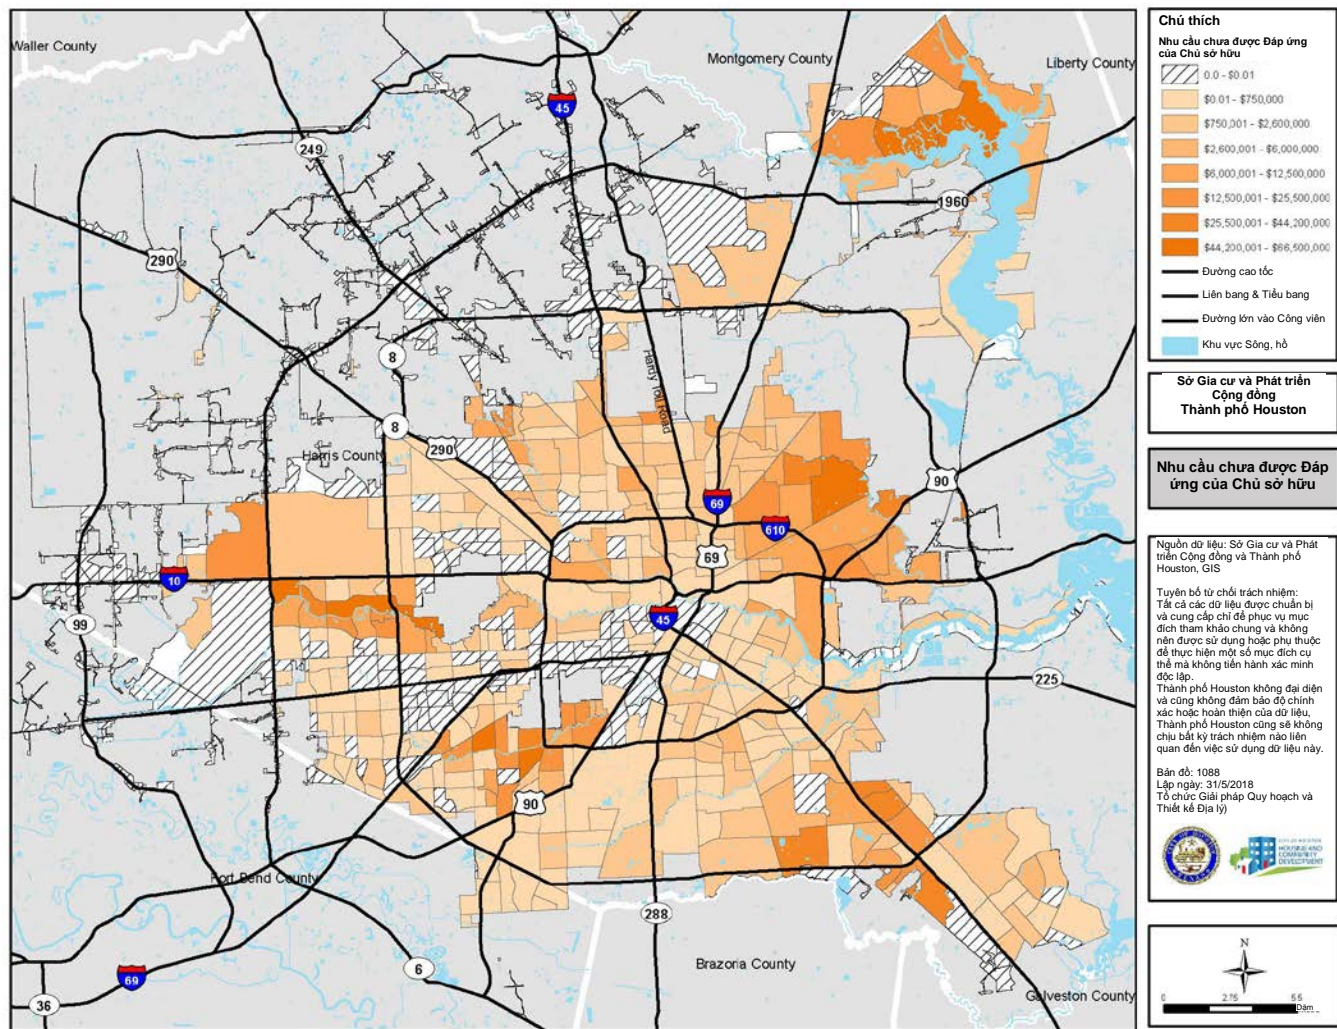 Waller County
Montgomery County
Liberty County
45
249
1960
290
8
Hardy Toll Road
8
290
Harris County
90
69
610
69
10
99
45
225
90
Fort Bend County
288
Brazoria County
69
6
36
Galveston County
Chú thích
Nhu cầu chưa được Đáp ứng
của Chủ sở hữu
0.0 - $0.01
$0.01 - $750,000
$750,001 - $2,600,000
$2,600,001 - $6,000,000
$6,000,001 - $12,500,000
$12,500,001 - $25,500,000
$25,500,001 - $44,200,000
$44,200,001 - $66,500,000
Đường cao tốc
Liên bang & Tiểu bang
Đường lớn vào Công viên
Khu vực Sông, hồ
Sở Gia cư và Phát triển
Cộng đồng
Thành phố Houston
Nhu cầu chưa được Đáp
ứng của Chủ sở hữu
Nguồn dữ liệu: Sở Gia cư và Phát
triển Cộng đồng và Thành phố
Houston, GIS
Tuyên bố từ chối trách nhiệm:
Tất cả các dữ liệu được chuẩn bị
và cung cấp chỉ để phục vụ mục
đích tham khảo chung và không
nên được sử dụng hoặc phụ thuộc
để thực hiện một số mục đích cụ
thể mà không tiến hành xác minh
độc lập.
Thành phố Houston không đại diện
và cũng không đảm bảo độ chính
xác hoặc hoàn thiện của dữ liệu,
Thành phố Houston cũng sẽ không
chịu bất kỳ trách nhiệm nào liên
quan đến việc sử dụng dữ liệu này.
Bản đồ: 1088
Lập ngày: 31/5/2018
Tổ chức Giải pháp Quy hoạch và
Thiết kế Địa lý)
CITY OF HOUSTON
HOUSING AND
COMMUNITY
DEVELOPMENT
N
0 2.75 5.5
Dặm